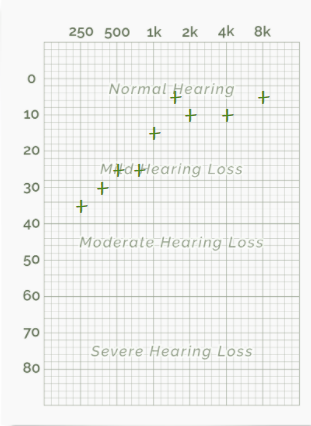 250 500 1k 2k 4k 8k
0
Normal Hearing
10
20
Mild Hearing Loss
30
40
Moderate Hearing Loss
50
60
70
Severe Hearing Loss
80